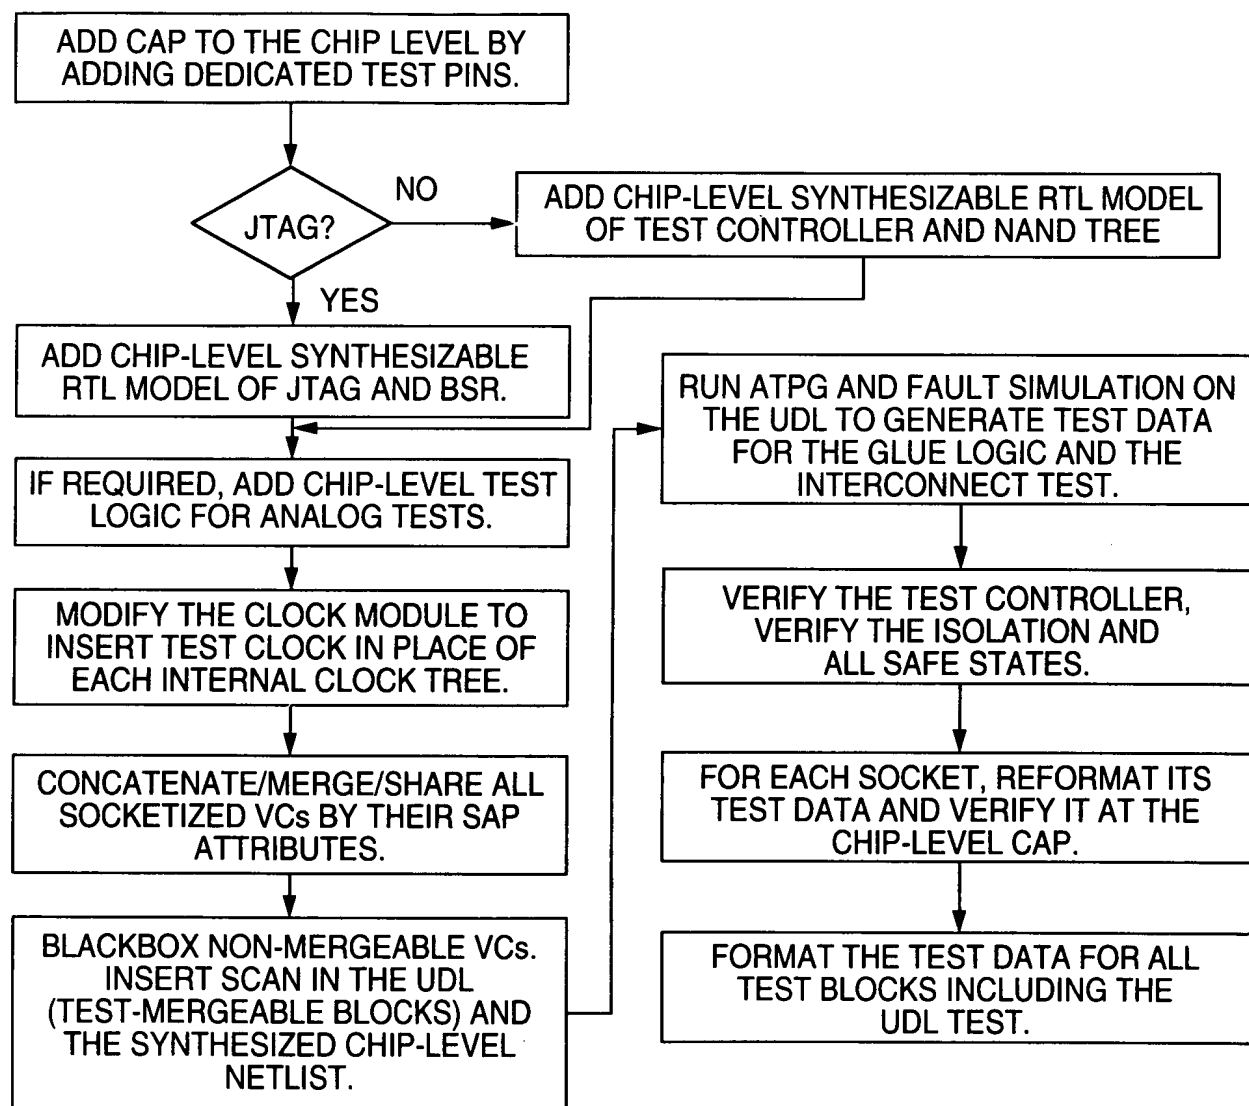 ADD CAP TO THE CHIP LEVEL BY
ADDING DEDICATED TEST PINS.
JTAG?
NO
ADD CHIP-LEVEL SYNTHESIZABLE RTL MODEL
OF TEST CONTROLLER AND NAND TREE
YES
ADD CHIP-LEVEL SYNTHESIZABLE
RTL MODEL OF JTAG AND BSR.
IF REQUIRED, ADD CHIP-LEVEL TEST
LOGIC FOR ANALOG TESTS.
MODIFY THE CLOCK MODULE TO
INSERT TEST CLOCK IN PLACE OF
EACH INTERNAL CLOCK TREE.
CONCATENATE/MERGE/SHARE ALL
SOCKETIZED VCs BY THEIR SAP
ATTRIBUTES.
BLACKBOX NON-MERGEABLE VCs.
INSERT SCAN IN THE UDL
(TEST-MERGEABLE BLOCKS) AND
THE SYNTHESIZED CHIP-LEVEL
NETLIST.
RUN ATPG AND FAULT SIMULATION ON
THE UDL TO GENERATE TEST DATA
FOR THE GLUE LOGIC AND THE
INTERCONNECT TEST.
VERIFY THE TEST CONTROLLER,
VERIFY THE ISOLATION AND
ALL SAFE STATES.
FOR EACH SOCKET, REFORMAT ITS
TEST DATA AND VERIFY IT AT THE
CHIP-LEVEL CAP.
FORMAT THE TEST DATA FOR ALL
TEST BLOCKS INCLUDING THE
UDL TEST.